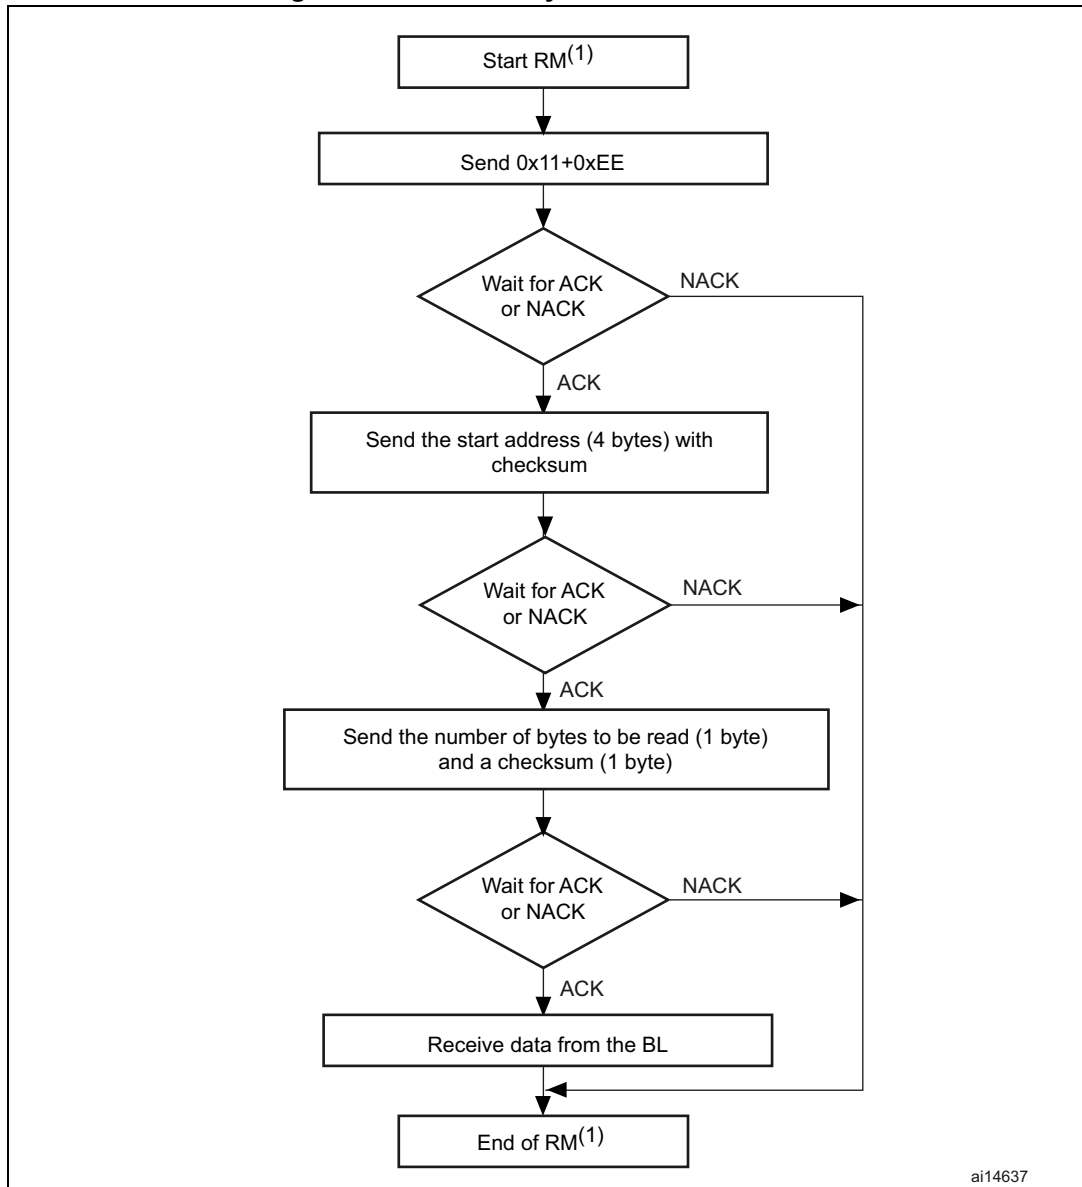 Start RM(1)
Send 0x11+0xEE
Wait for ACK
or NACK
NACK
ACK
Send the start address (4 bytes) with
checksum
Wait for ACK
or NACK
NACK
ACK
Send the number of bytes to be read (1 byte)
and a checksum (1 byte)
Wait for ACK
or NACK
NACK
ACK
Receive data from the BL
End of RM(1)
ai14637